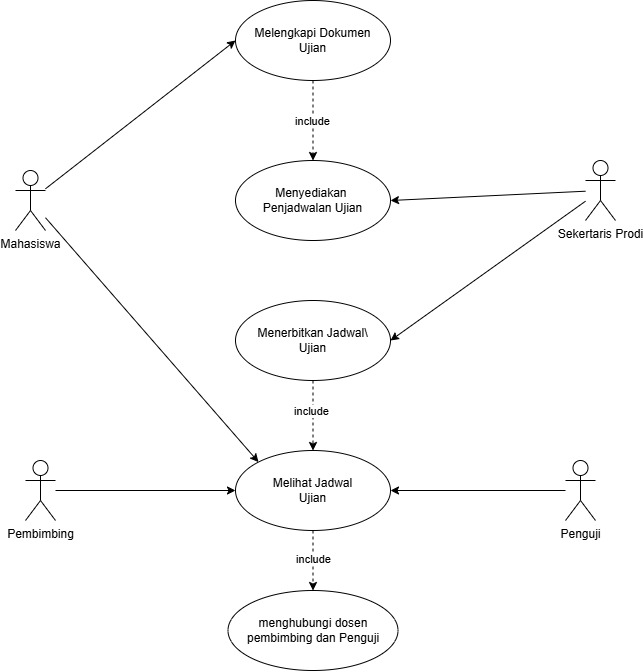 Melengkapi Dokumen
Ujian
include
Menyediakan
Penjadwalan Ujian
Mahasiswa
Sekertaris Prodi
Menerbitkan Jadwal\
Ujian
include
Melihat Jadwal
Ujian
Pembimbing
Penguji
include
menghubungi dosen
pembimbing dan Penguji